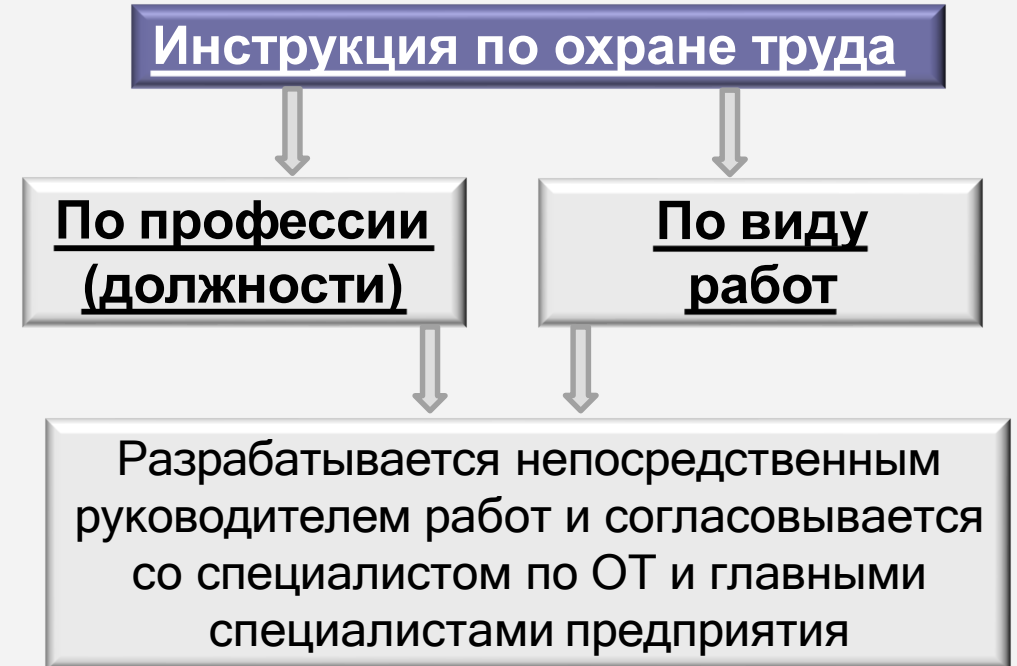 Инструкция по охране труда
По профессии
(должности)
По виду
работ
Разрабатывается непосредственным
руководителем работ и согласовывается
со специалистом по ОТ и главными
специалистами предприятия